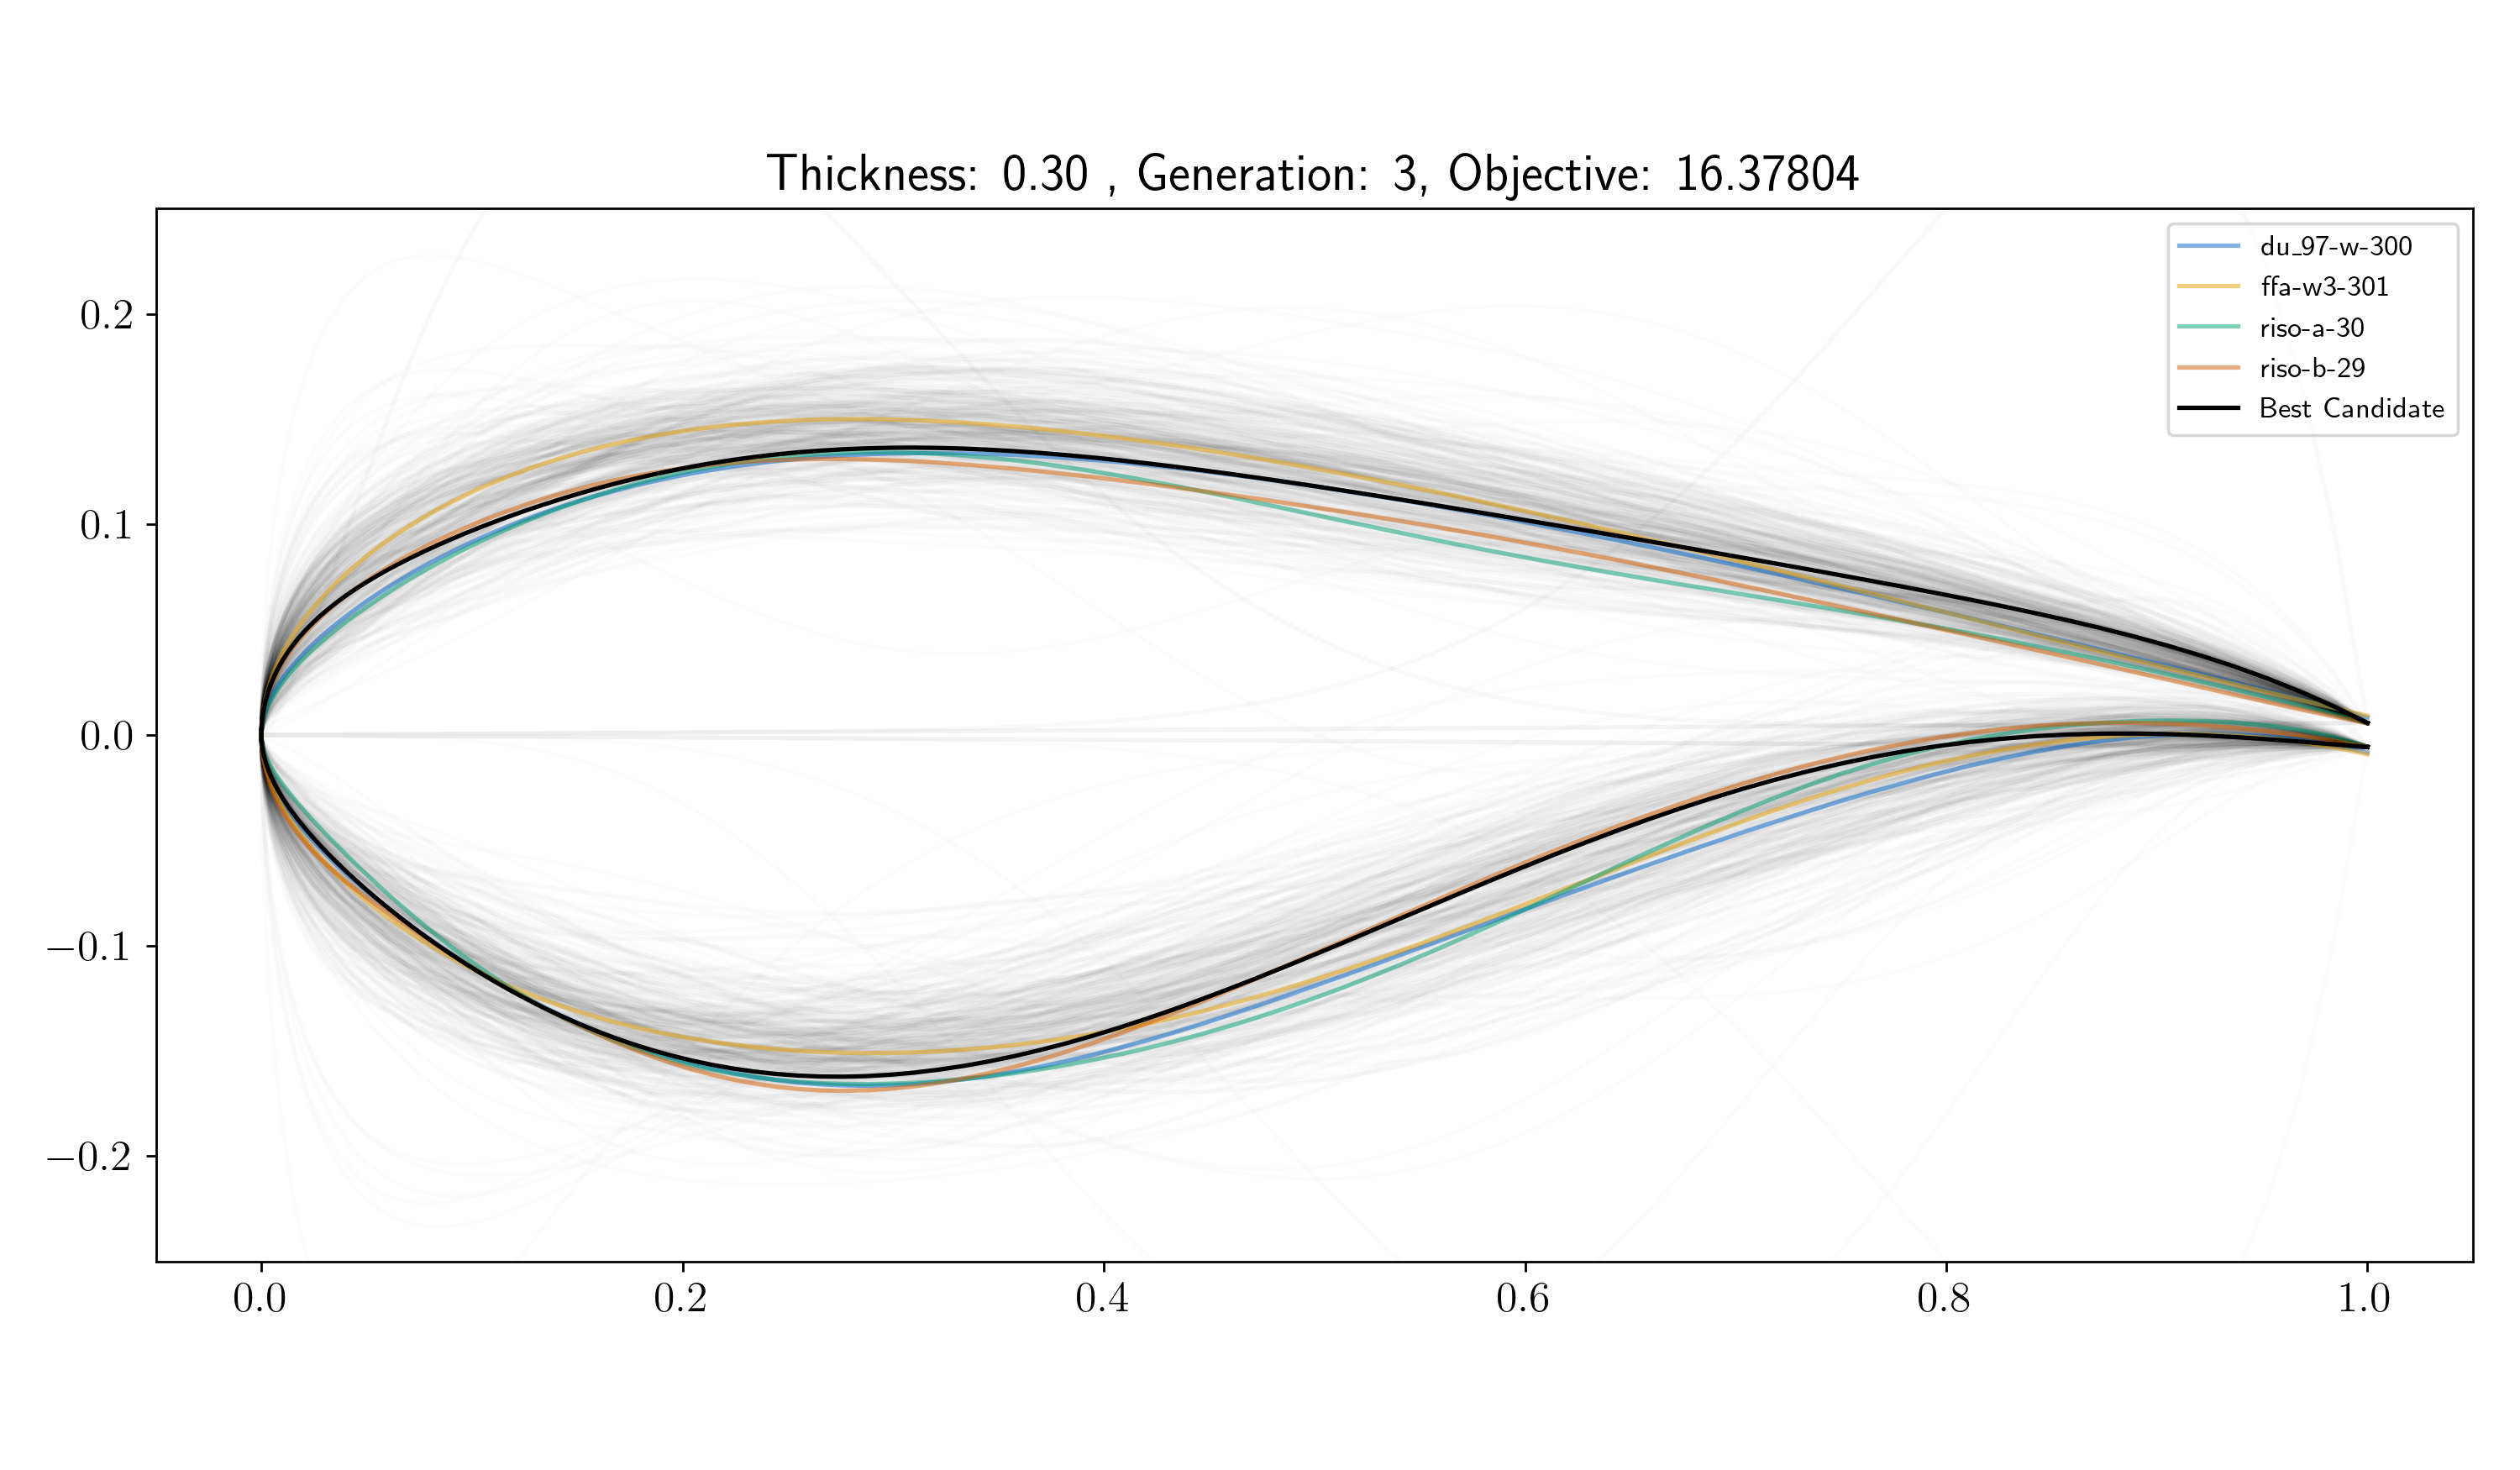 Thickness: 0.30 , Generation: 3, Objective: 16.37804
du_97-w-300
ffa-w3-301
riso-a-30
riso-b-29
Best Candidate
0.2
0.1
0.0
−0.1
−0.2
0.0 0.2 0.4 0.6 0.8 1.0